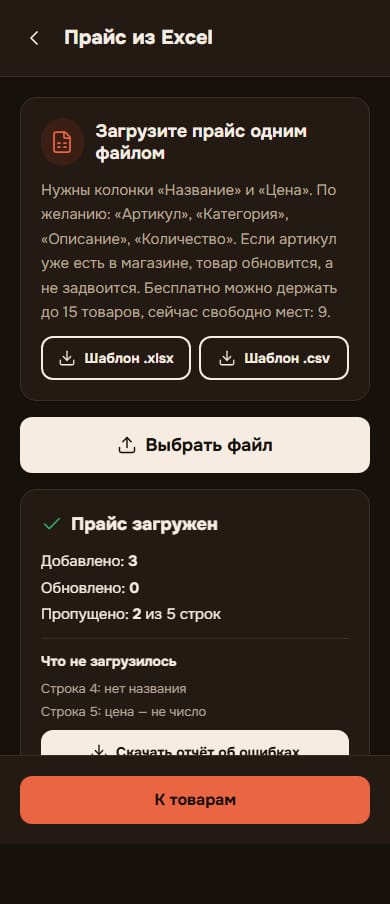 Прайс из Excel
Загрузите прайс одним
файлом
Нужны колонки «Название» и «Цена». По
желанию: «Артикул», «Категория»,
«Описание», «Количество». Если артикул
уже есть в магазине, товар обновится, а
не задвоится. Бесплатно можно держать
до 15 товаров, сейчас свободно мест: 9.
Шаблон .xlsx
Шаблон .csv
Выбрать файл
Прайс загружен
Добавлено: 3
Обновлено: 0
Пропущено: 2 из 5 строк
Что не загрузилось
Строка 4: нет названия
Строка 5: цена — не число
Скачать отчёт об ошибках
К товарам